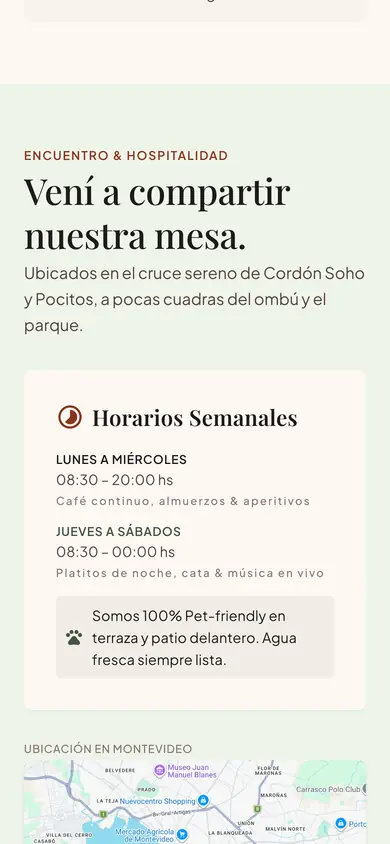 ENCUENTRO & HOSPITALIDAD
Vení a compartir
nuestra mesa.
Ubicados en el cruce sereno de Cordón Soho
y Pocitos, a pocas cuadras del ombú y el
parque.
Horarios Semanales
LUNES A MIÉRCOLES
08:30 – 20:00 hs
Café continuo, almuerzos & aperitivos
JUEVES A SÁBADOS
08:30 – 00:00 hs
Platitos de noche, cata & música en vivo
Somos 100% Pet-friendly en
terraza y patio delantero. Agua
fresca siempre lista.
UBICACIÓN EN MONTEVIDEO
BELVEDERE
Museo Juan
Manuel Blanes
FLOR DE
MAROÑAS
MAROÑAS
PRADO
Carrasco Polo Club
LA TEJA
Nuevocentro Shopping
Bv. Gral. Artigas
VILLA DEL CERRO
CASABÓ
Mercado Agrícola
de Montevideo
UNIÓN
LA BLANQUEADA
MALVÍN NORTE
Portc